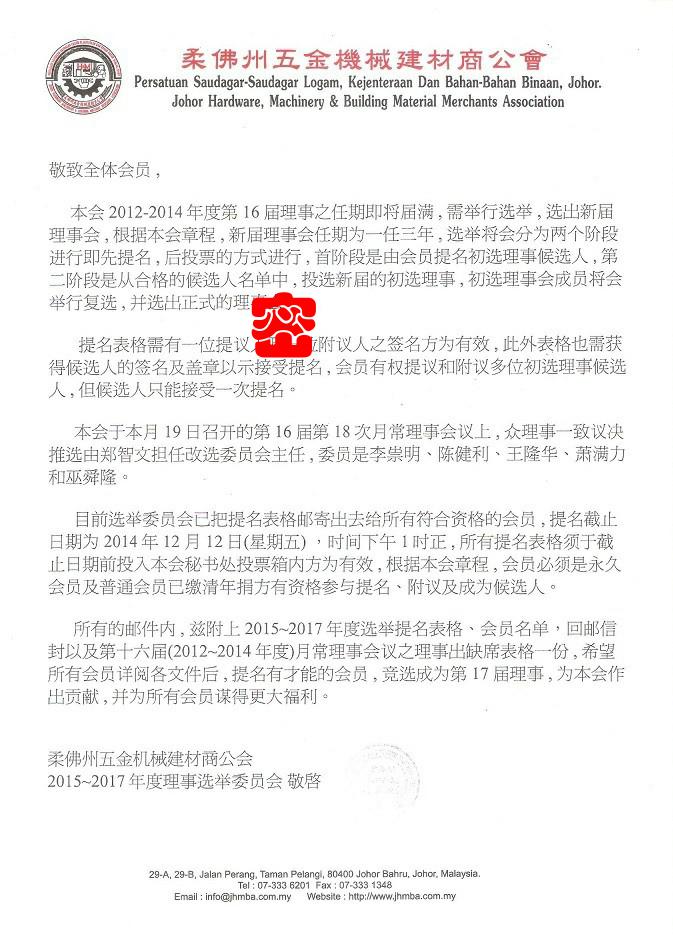 柔佛州五金機械建材商公會
Persatuan Saudagar-Saudagar Logam, Kejenteraan Dan Bahan-Bahan Binaan, Johor.
Johor Hardware, Machinery & Building Material Merchants Association
敬致全体会员 ,
本会 2012-2014 年度第 16 届理事之任期即将届满 , 需举行选举 , 选出新届
理事会 , 根据本会章程 , 新届理事会任期为一任三年 , 选举将会分为两个阶段
进行即先提名 , 后投票的方式进行 , 首阶段是由会员提名初选理事候选人 , 第
二阶段是从合格的候选人名单中 , 投选新届的初选理事 , 初选理事会成员将会
举行复选 , 并选出正式的理
提名表格需有一位提议 附议人之签名方为有效 , 此外表格也需获
得候选人的签名及盖章以示接受提名 , 会员有权提议和附议多位初选理事候选
人 , 但候选人只能接受一次提名。
本会于本月 19 日召开的第 16 届第 18 次月常理事会议上 , 众理事一致议决
推选由郑智文担任改选委员会主任 , 委员是李崇明、陈健利、王隆华、萧满力
和巫舜隆。
目前选举委员会已把提名表格邮寄出去给所有符合资格的会员 , 提名截止
日期为 2014 年 12 月 12 日(星期五) , 时间下午 1 时正 , 所有提名表格须于截
止日期前投入本会秘书处投票箱内方为有效 , 根据本会章程 , 会员必须是永久
会员及普通会员已缴清年捐方有资格参与提名、附议及成为候选人。
所有的邮件内 , 兹附上 2015~2017 年度选举提名表格、会员名单 , 回邮信
封以及第十六届(2012~2014 年度)月常理事会议之理事出缺席表格一份 , 希望
所有会员详阅各文件后 , 提名有才能的会员 , 竞选成为第 17 届理事 , 为本会作
出贡献 , 并为所有会员谋得更大福利。
柔佛州五金机械建材商公会
2015~2017 年度理事选举委员会 敬啓
29-A, 29-B, Jalan Perang, Taman Pelangi, 80400 Johor Bahru, Johor, Malaysia.
Tel : 07-333 6201 Fax : 07-333 1348
Email : info@jhmba.com.my Website : http://www.jhmba.com.my